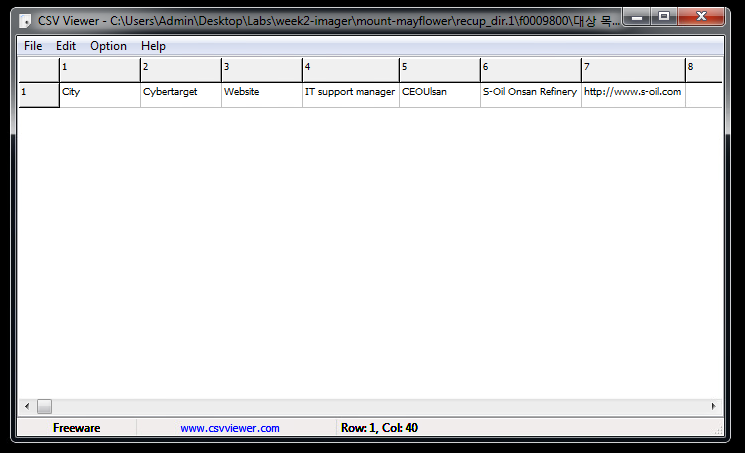 CSV Viewer - C:\Users\Admin\Desktop\Labs\week2-imager\mount-mayflower\recup_dir.1\f0009800\대상 목...
File Edit Option Help
1 2 3 4 5 6 7 8
1 City Cybertarget Website IT support manager CEOUlsan S-Oil Onsan Refinery http://www.s-oil.com
Freeware www.csvviewer.com Row: 1, Col: 40